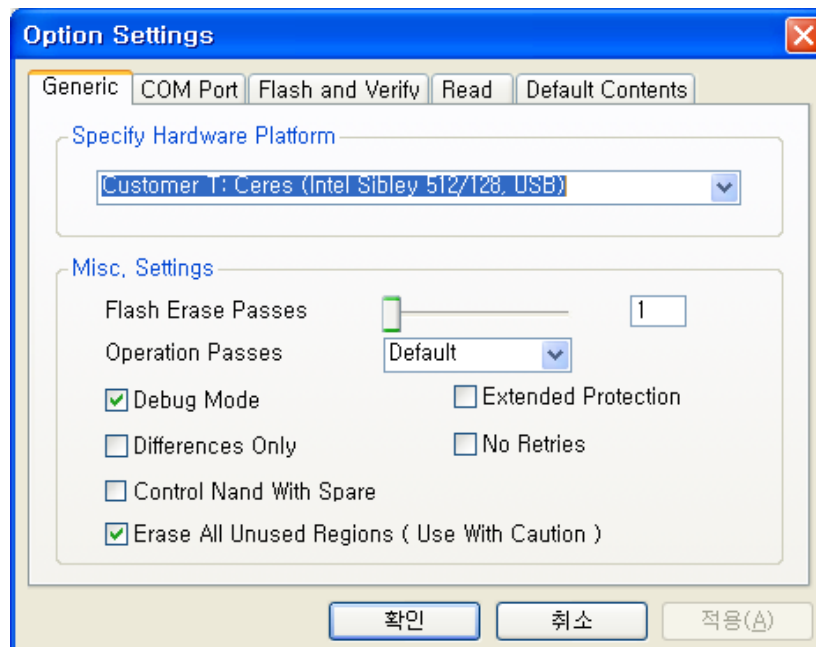 Option Settings
Generic COM Port Flash and Verify Read Default Contents
Specify Hardware Platform
Customer T: Ceres (Intel Sibley 512/128, USB)
Misc, Settings
Flash Erase Passes 1
Operation Passes Default
Debug Mode Extended Protection
Differences Only No Retries
Control Nand With Spare
Erase All Unused Regions ( Use With Caution )
확인 취소 적용(A)